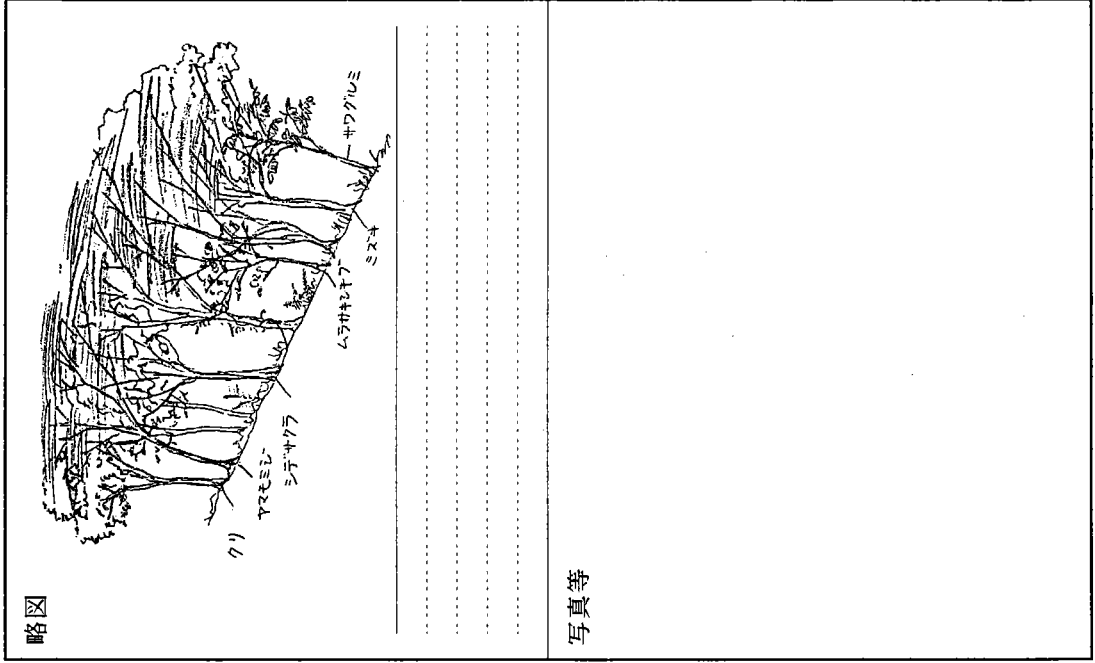 略図
クリ
ヤマモミジ
シデザクラ
ムラサキシキブ
ミズキ
サワグルミ
写真等